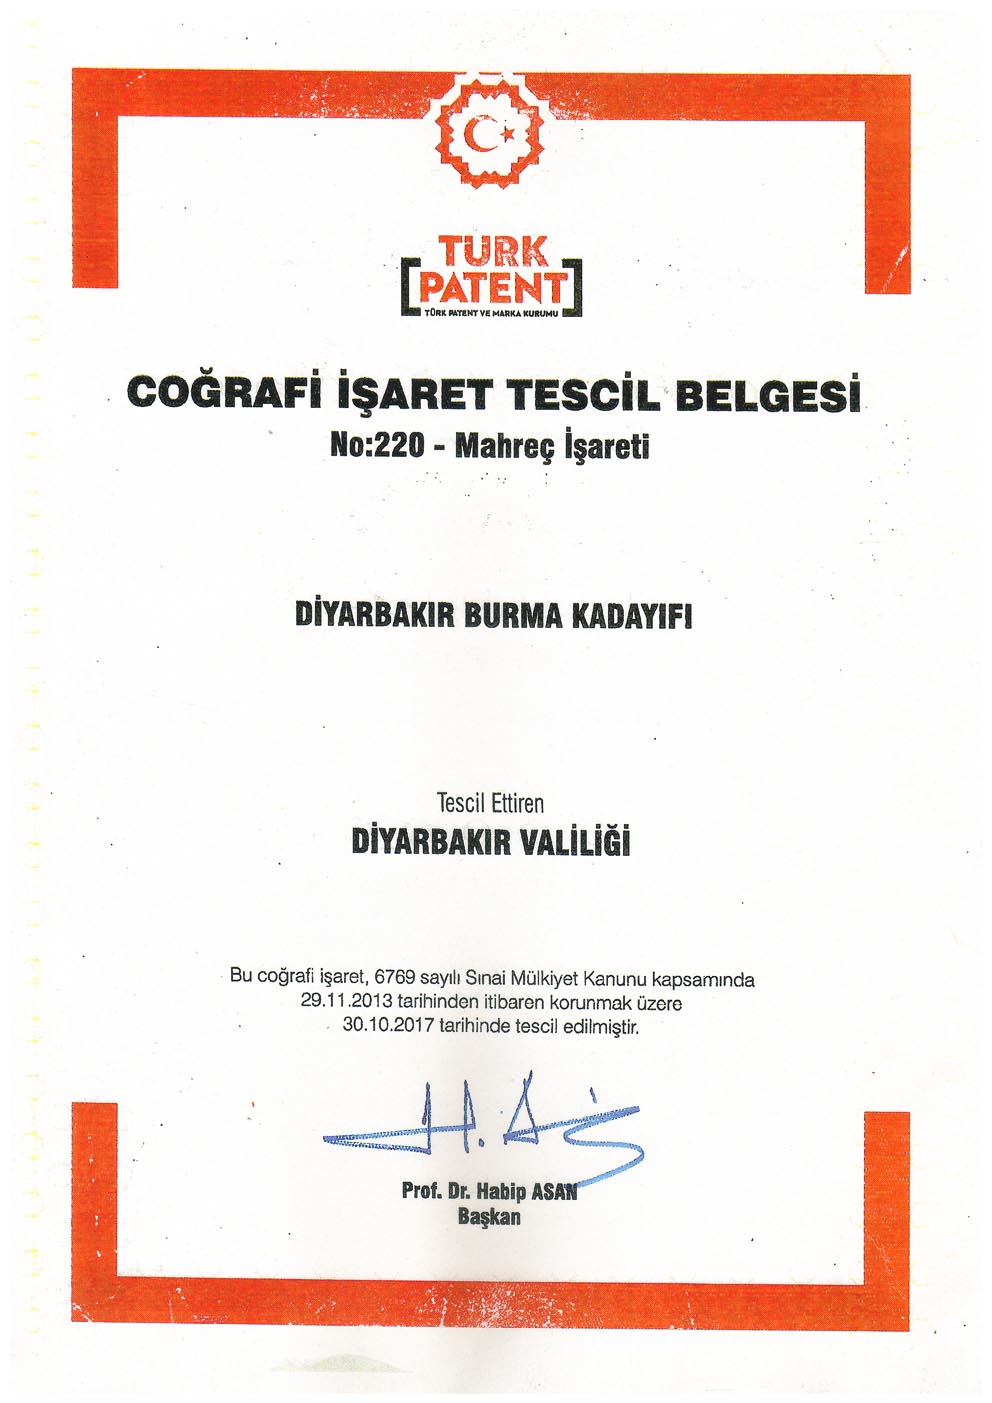 TÜRK
PATENT
TÜRK PATENT VE MARKA KURUMU
COĞRAFİ İŞARET TESCİL BELGESİ
No:220 - Mahreç İşareti
DİYARBAKIR BURMA KADAYIFI
Tescil Ettiren
DİYARBAKIR VALİLİĞİ
Bu coğrafi işaret, 6769 sayılı Sınai Mülkiyet Kanunu kapsamında
29.11.2013 tarihinden itibaren korunmak üzere
30.10.2017 tarihinde tescil edilmiştir.
Prof. Dr. Habip ASAN
Başkan